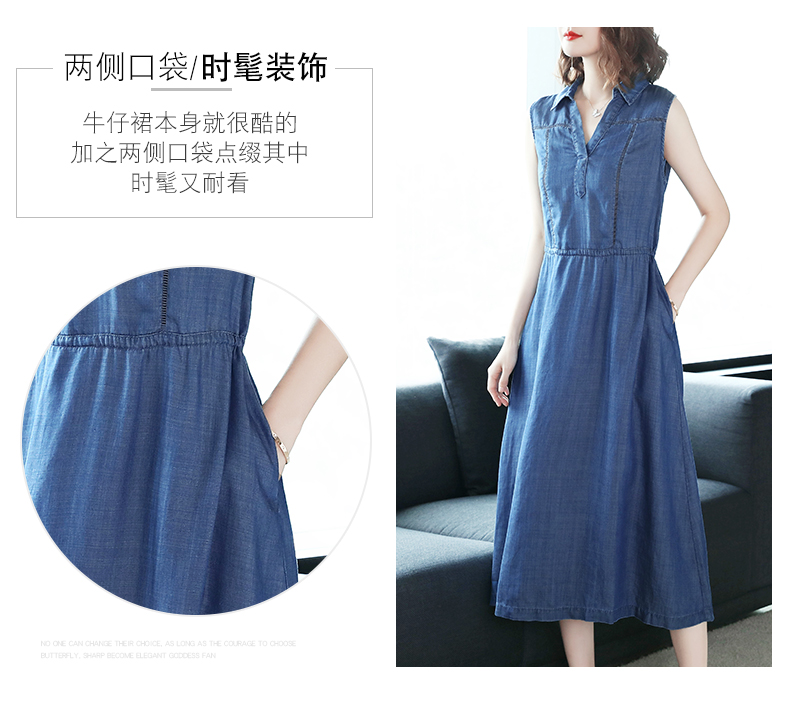 两侧口袋/时髦装饰
牛仔裙本身就很酷的
加之两侧口袋点缀其中
时髦又耐看
NO ONE CAN CHANGE THEIR CHOICE, AS LONG AS THE COURAGE TO CHOOSE
BUTTERFLY, SHARP BECOME ELEGANT GODDESS FAIN